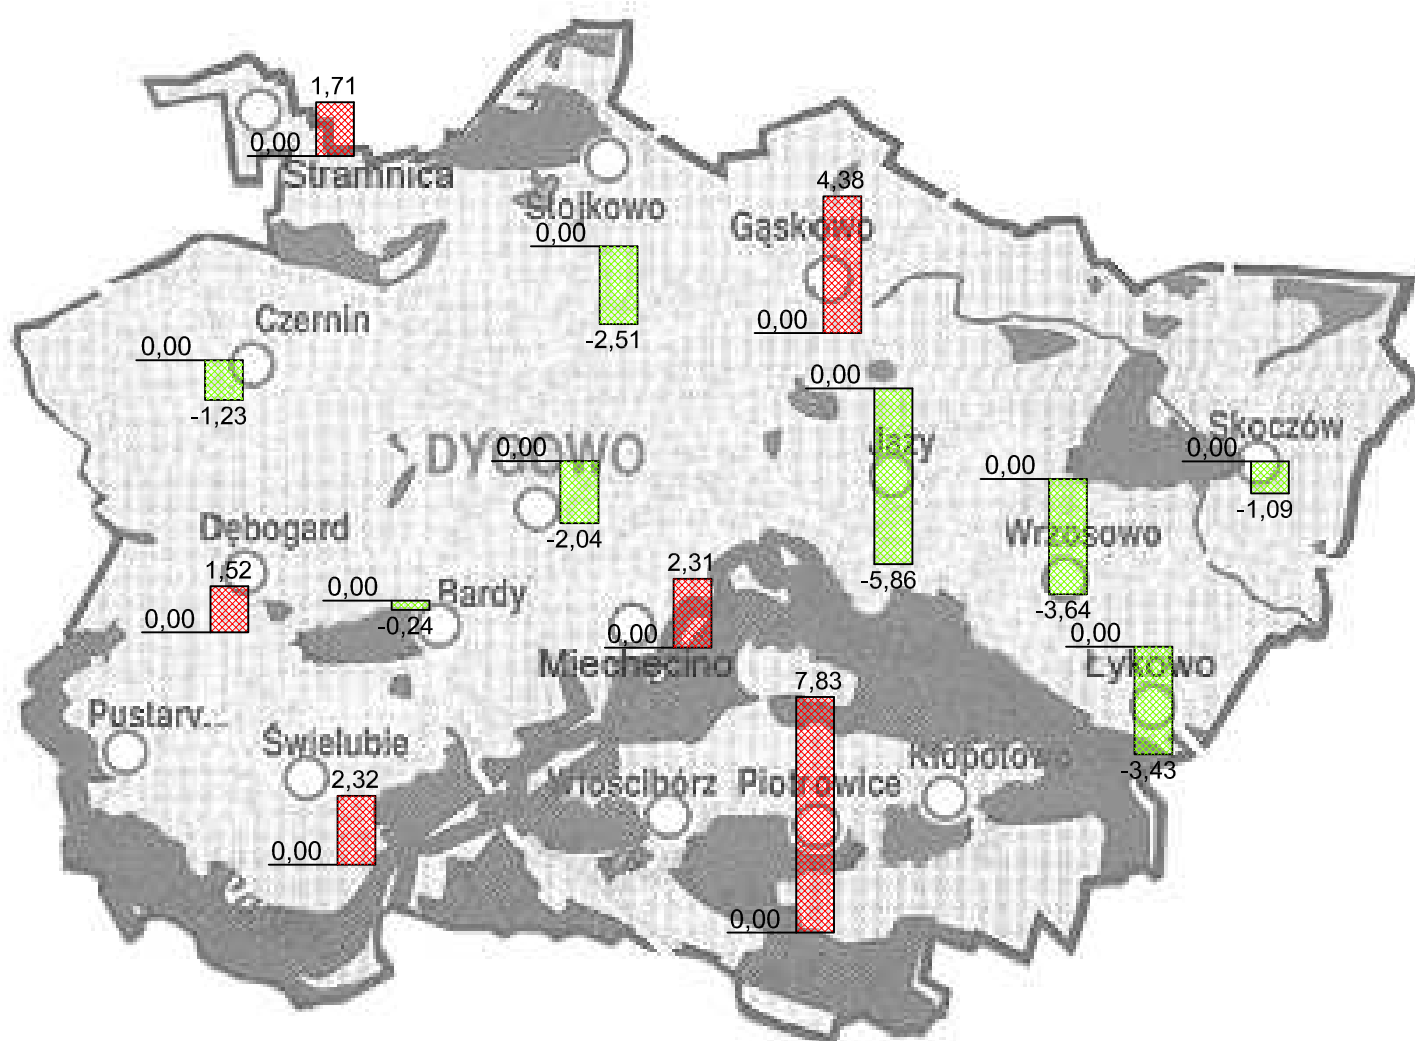 1,71
0,00
Stramnica
4,38
Stojkowo
Gąskowo
0,00
Czernin
0,00
-2,51
0,00
0,00
-1,23
Skoczów
DYGOWO
Jazy
0,00
0,00
0,00
-1,09
Dębogard
Wrzosowo
-2,04
1,52
2,31
-5,86
0,00
Bardy
-3,64
0,00
-0,24
0,00
0,00
Miechęcino
Łykowo
7,83
Pustarv...
Świelubie
Kłopotowo
-3,43
2,32
Włościbórz
Piotrowice
0,00
0,00